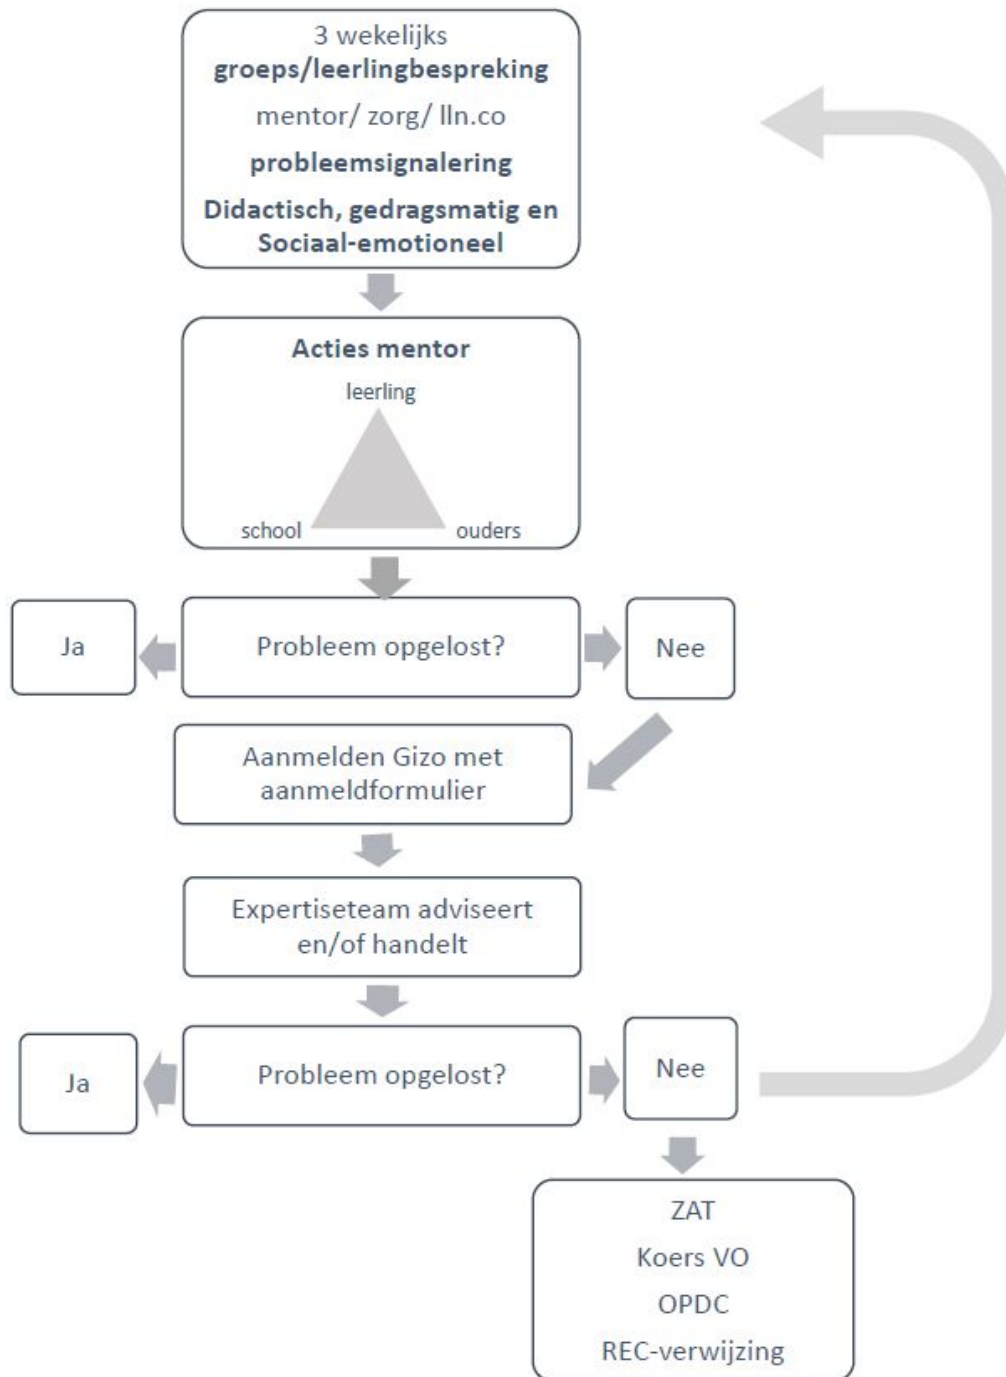 3 wekelijks
groeps/leerlingbespreking
mentor/ zorg/ lln.co
probleemsignalering
Didactisch, gedragsmatig en
Sociaal-emotioneel
Acties mentor
leerling
school
ouders
Ja
Probleem opgelost?
Nee
Aanmelden Gizo met
aanmeldformulier
Expertiseteam adviseert
en/of handelt
Ja
Probleem opgelost?
Nee
ZAT
Koers VO
OPDC
REC-verwijzing